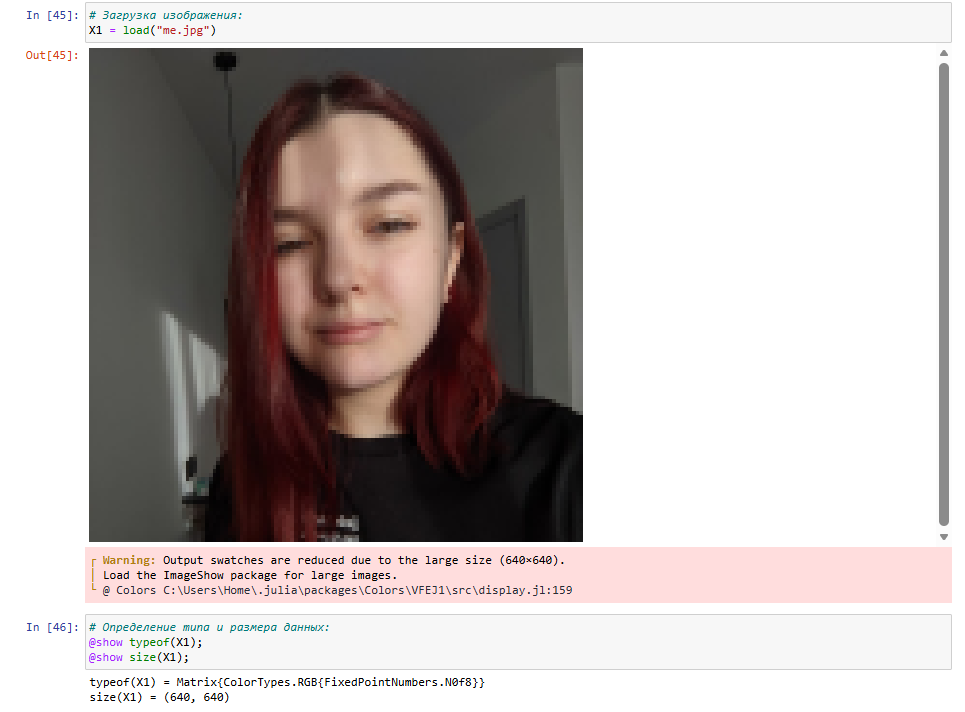 In [45]: # Загрузка изображения:
X1 = load("me.jpg")
Out[45]:
┌ Warning: Output swatches are reduced due to the large size (640×640).
│ Load the ImageShow package for large images.
└ @ Colors C:\Users\Home\.julia\packages\Colors\VFEJ1\src\display.jl:159
In [46]: # Определение типа и размера данных:
@show typeof(X1);
@show size(X1);
typeof(X1) = Matrix{ColorTypes.RGB{FixedPointNumbers.N0f8}}
size(X1) = (640, 640)